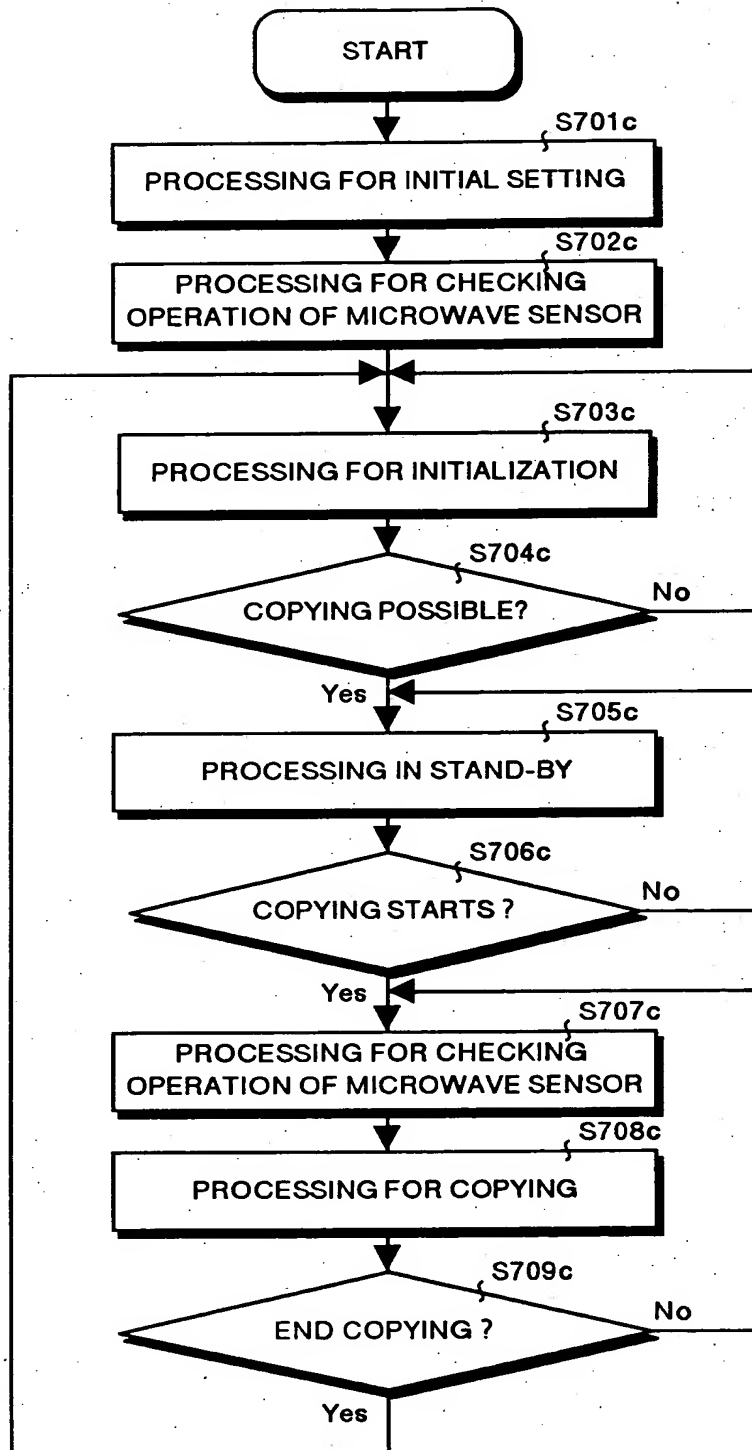 START
S701c
PROCESSING FOR INITIAL SETTING
S702c
PROCESSING FOR CHECKING
OPERATION OF MICROWAVE SENSOR
S703c
PROCESSING FOR INITIALIZATION
S704c
COPYING POSSIBLE?
No
Yes
S705c
PROCESSING IN STAND-BY
S706c
COPYING STARTS ?
No
Yes
S707c
PROCESSING FOR CHECKING
OPERATION OF MICROWAVE SENSOR
S708c
PROCESSING FOR COPYING
S709c
END COPYING ?
No
Yes